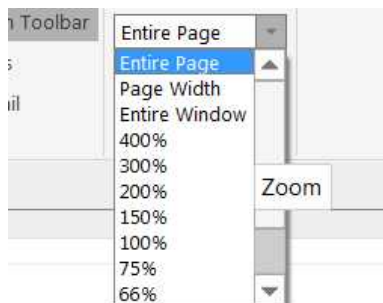 Toolbar
Entire Page
Entire Page
Page Width
Entire Window
400%
300%
200%
Zoom
150%
100%
75%
66%